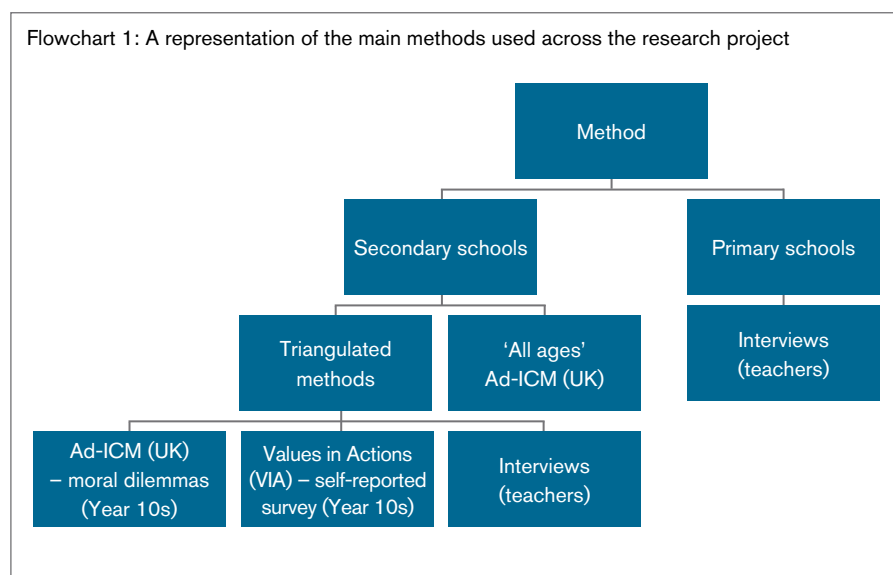 Flowchart 1: A representation of the main methods used across the research project
Method
Secondary schools
Primary schools
Triangulated
methods
‘All ages’
Ad-ICM (UK)
Interviews
(teachers)
Ad-ICM (UK)
– moral dilemmas
(Year 10s)
Values in Actions
(VIA) – self-reported
survey (Year 10s)
Interviews
(teachers)